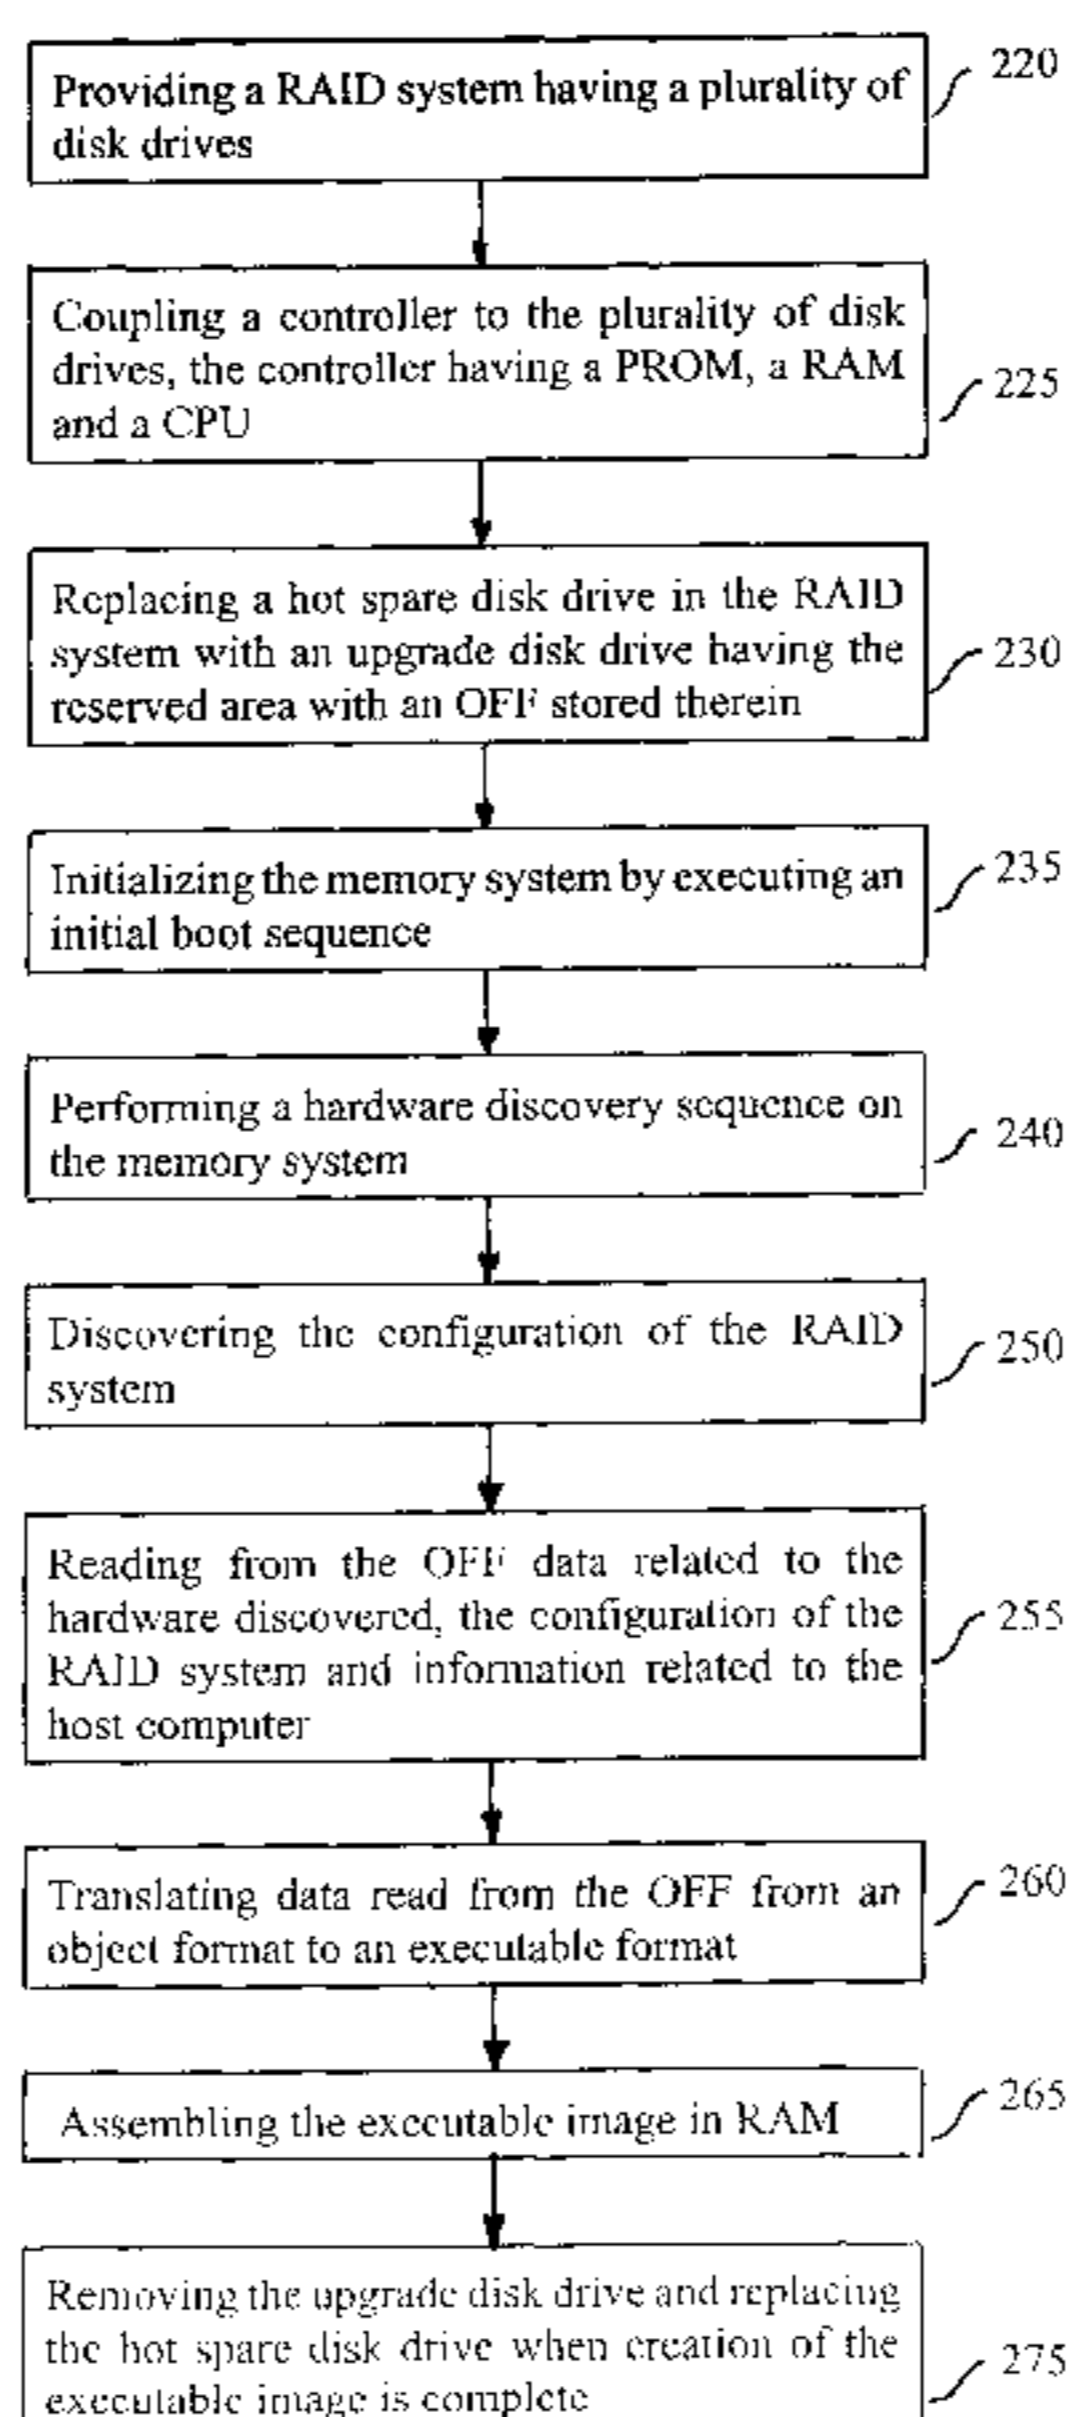 Providing a RAID system having a plurality of
disk drives
220
Coupling a controller to the plurality of disk
drives, the controller having a PROM, a RAM
and a CPU
225
Replacing a hot spare disk drive in the RAID
system with an upgrade disk drive having the
reserved area with an OFF stored therein
230
Initializing the memory system by executing an
initial boot sequence
235
Performing a hardware discovery sequence on
the memory system
240
Discovering the configuration of the RAID
system
250
Reading from the OFF data related to the
hardware discovered, the configuration of the
RAID system and information related to the
host computer
255
Translating data read from the OFF from an
object format to an executable format
260
Assembling the executable image in RAM
265
Removing the upgrade disk drive and replacing
the hot spare disk drive when creation of the
executable image is complete
275